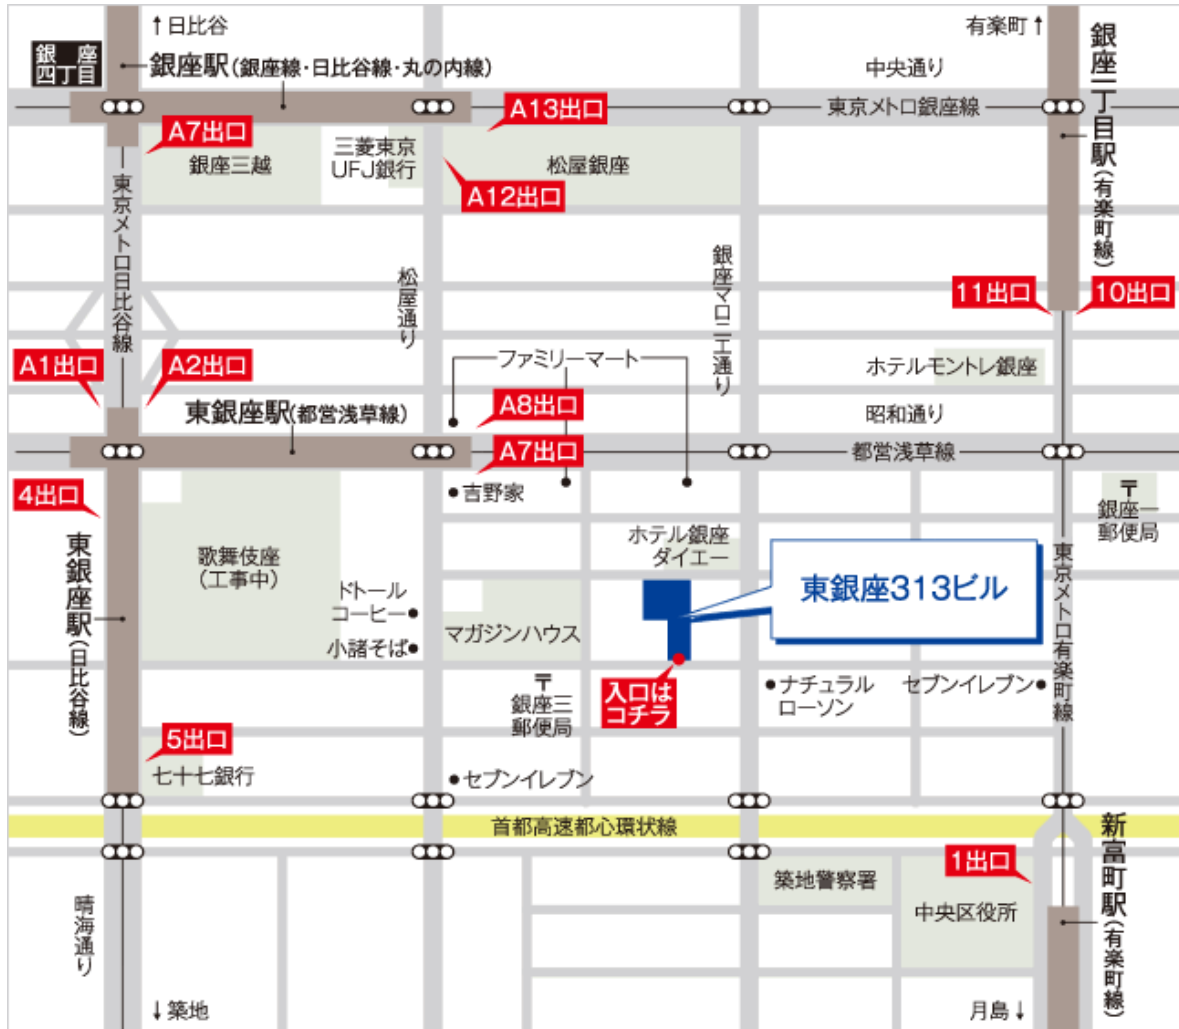 ↑日比谷
有楽町↑
銀座
四丁目
銀座駅(銀座線・日比谷線・丸の内線)
中央通り
銀座一丁目駅(有楽町線)
東京メトロ銀座線
A13出口
A7出口
銀座三越
三菱東京
UFJ銀行
松屋銀座
A12出口
東京メトロ日比谷線
松屋通り
銀座マロニエ通り
11出口
10出口
A1出口
A2出口
ファミリーマート
ホテルモントレ銀座
東銀座駅(都営浅草線)
A8出口
昭和通り
A7出口
都営浅草線
4出口
吉野家
〒
銀座一
郵便局
東銀座駅(日比谷線)
歌舞伎座
(工事中)
ホテル銀座
ダイエー
東銀座313ビル
東京メトロ有楽町線
ドトール
コーヒー
小諸そば
マガジンハウス
入口は
コチラ
〒
銀座三
郵便局
ナチュラル
ローソン
セブンイレブン
5出口
七十七銀行
セブンイレブン
首都高速都心環状線
新富町駅(有楽町線)
1出口
築地警察署
中央区役所
晴海通り
↓築地
月島↓